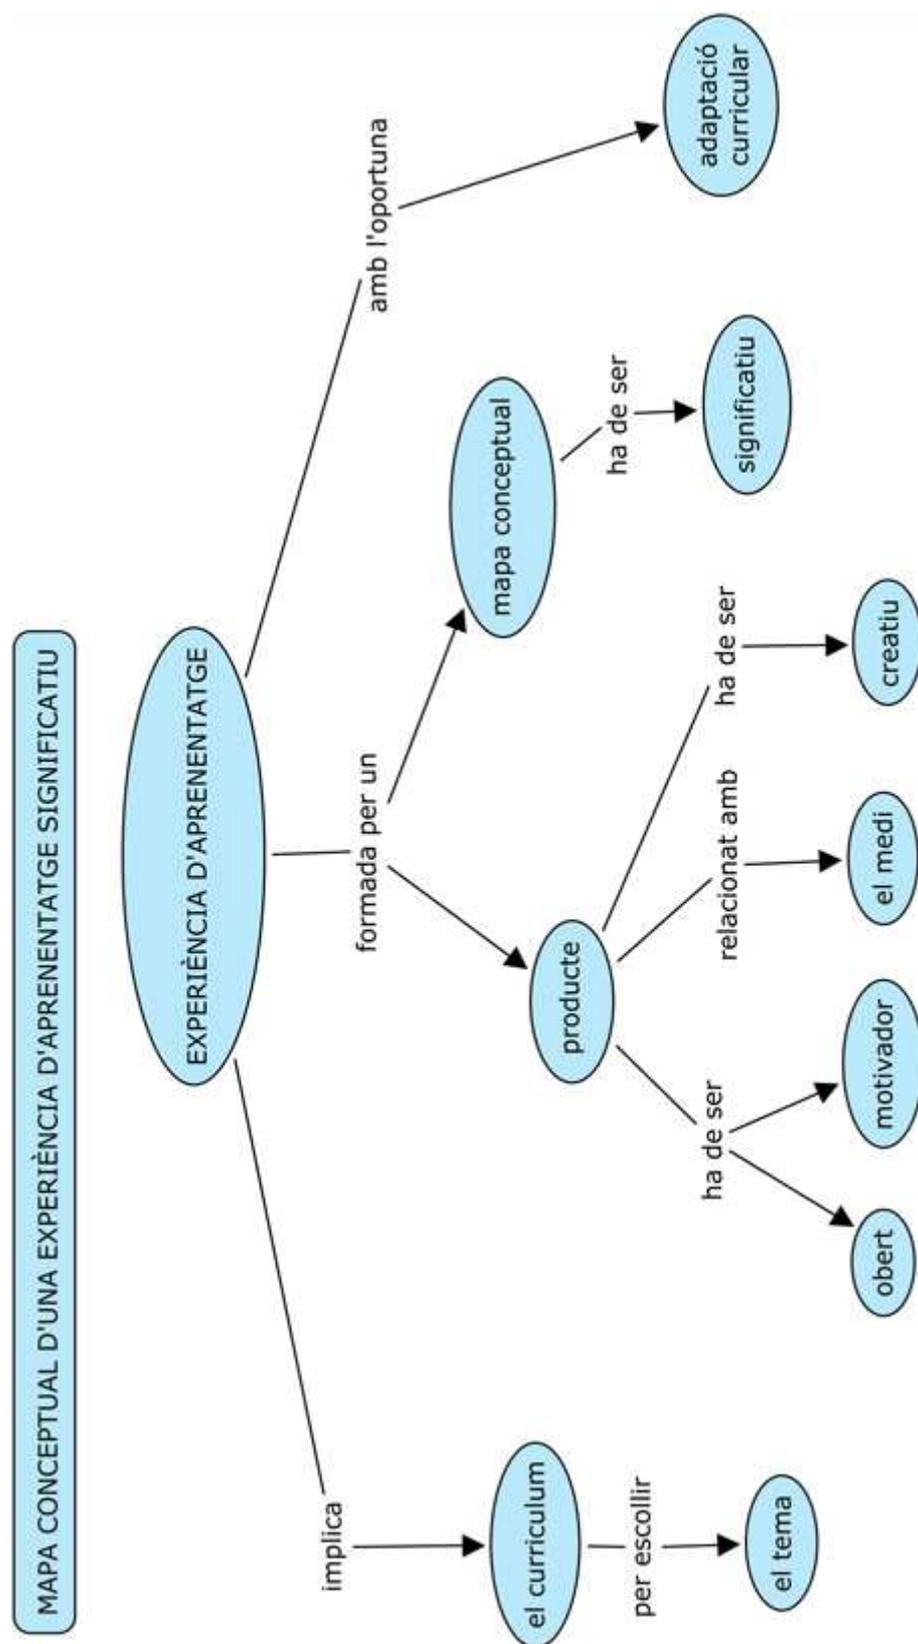 MAPA CONCEPTUAL D'UNA EXPERIÈNCIA D'APRENENTATGE SIGNIFICATIU
EXPERIÈNCIA D'APRENENTATGE
implica
formada per un
amb l'oportuna
el curriculum
producte
mapa conceptual
adaptació
curricular
per escollir
ha de ser
relacionat amb
ha de ser
ha de ser
el tema
obert
motivador
el medi
creatiu
significatiu